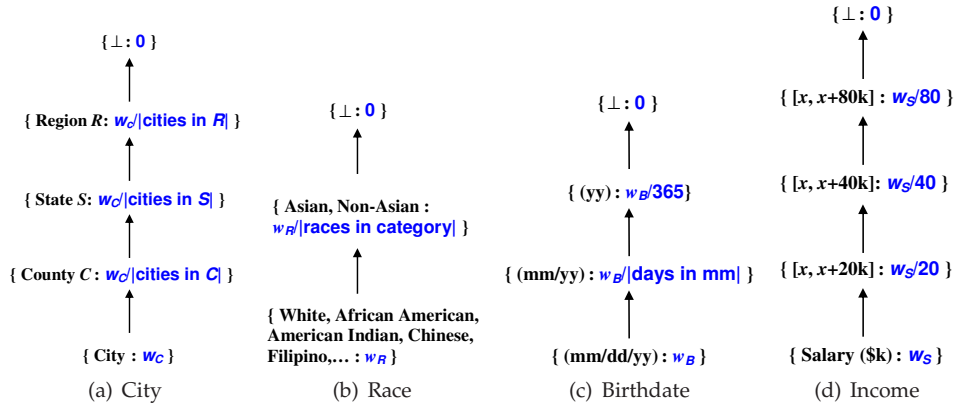 { ⊥ : 0 }
{ Region R: w_c/|cities in R| }
{ State S: w_C/|cities in S| }
{ County C : w_C/|cities in C| }
{ City : w_C }
(a) City
{ ⊥ : 0 }
{ Asian, Non-Asian :
w_R/|races in category| }
{ White, African American,
American Indian, Chinese,
Filipino,… : w_R }
(b) Race
{ ⊥ : 0 }
{ (yy) : w_B/365}
{ (mm/yy) : w_B/|days in mm| }
{ (mm/dd/yy) : w_B }
(c) Birthdate
{ ⊥ : 0 }
{ [x, x+80k] : w_S/80 }
{ [x, x+40k] : w_S/40 }
{ [x, x+20k] : w_S/20 }
{ Salary ($k) : w_S }
(d) Income